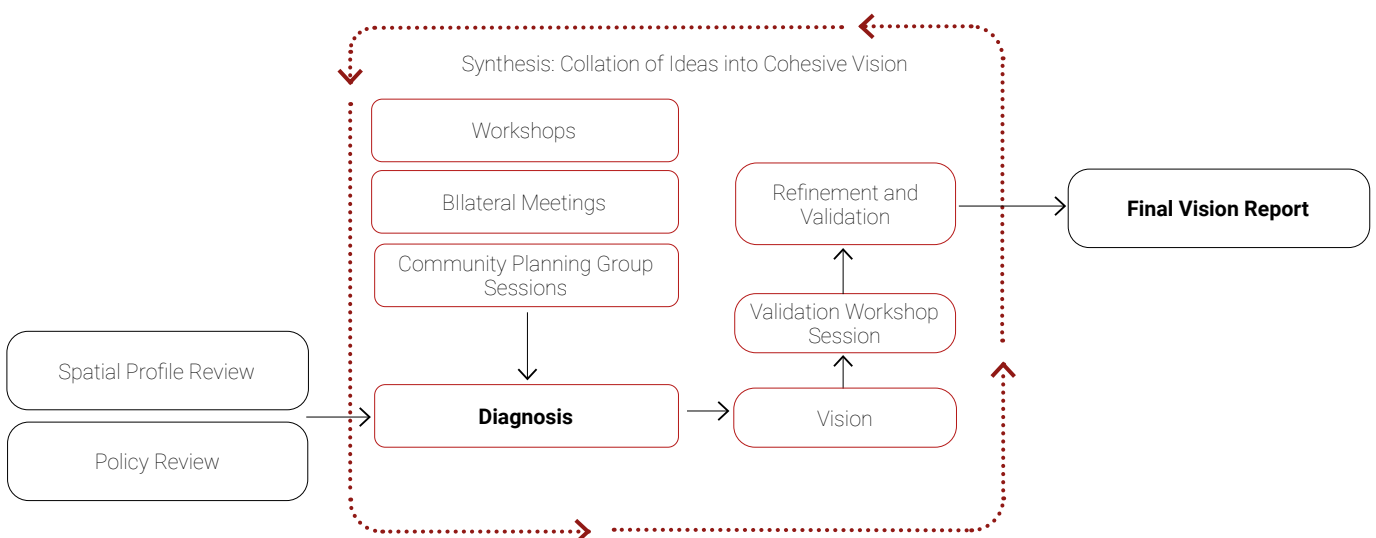 Synthesis: Collation of Ideas into Cohesive Vision
Workshops
BIlateral Meetings
Community Planning Group
Sessions
Spatial Profile Review
Policy Review
Diagnosis
Vision
Validation Workshop
Session
Refinement and
Validation
Final Vision Report